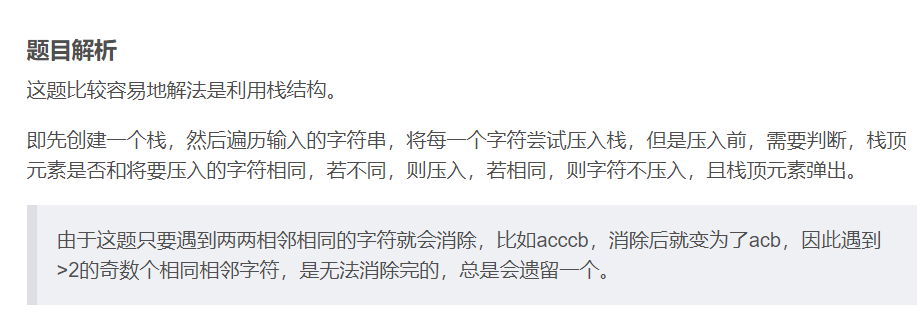 题目解析
这题比较容易地解法是利用栈结构。
即先创建一个栈，然后遍历输入的字符串，将每一个字符尝试压入栈，但是压入前，需要判断，栈顶
元素是否和将要压入的字符相同，若不同，则压入，若相同，则字符不压入，且栈顶元素弹出。
由于这题只要遇到两两相邻相同的字符就会消除，比如acccb，消除后就变为了acb，因此遇到
>2的奇数个相同相邻字符，是无法消除完的，总是会遗留一个。